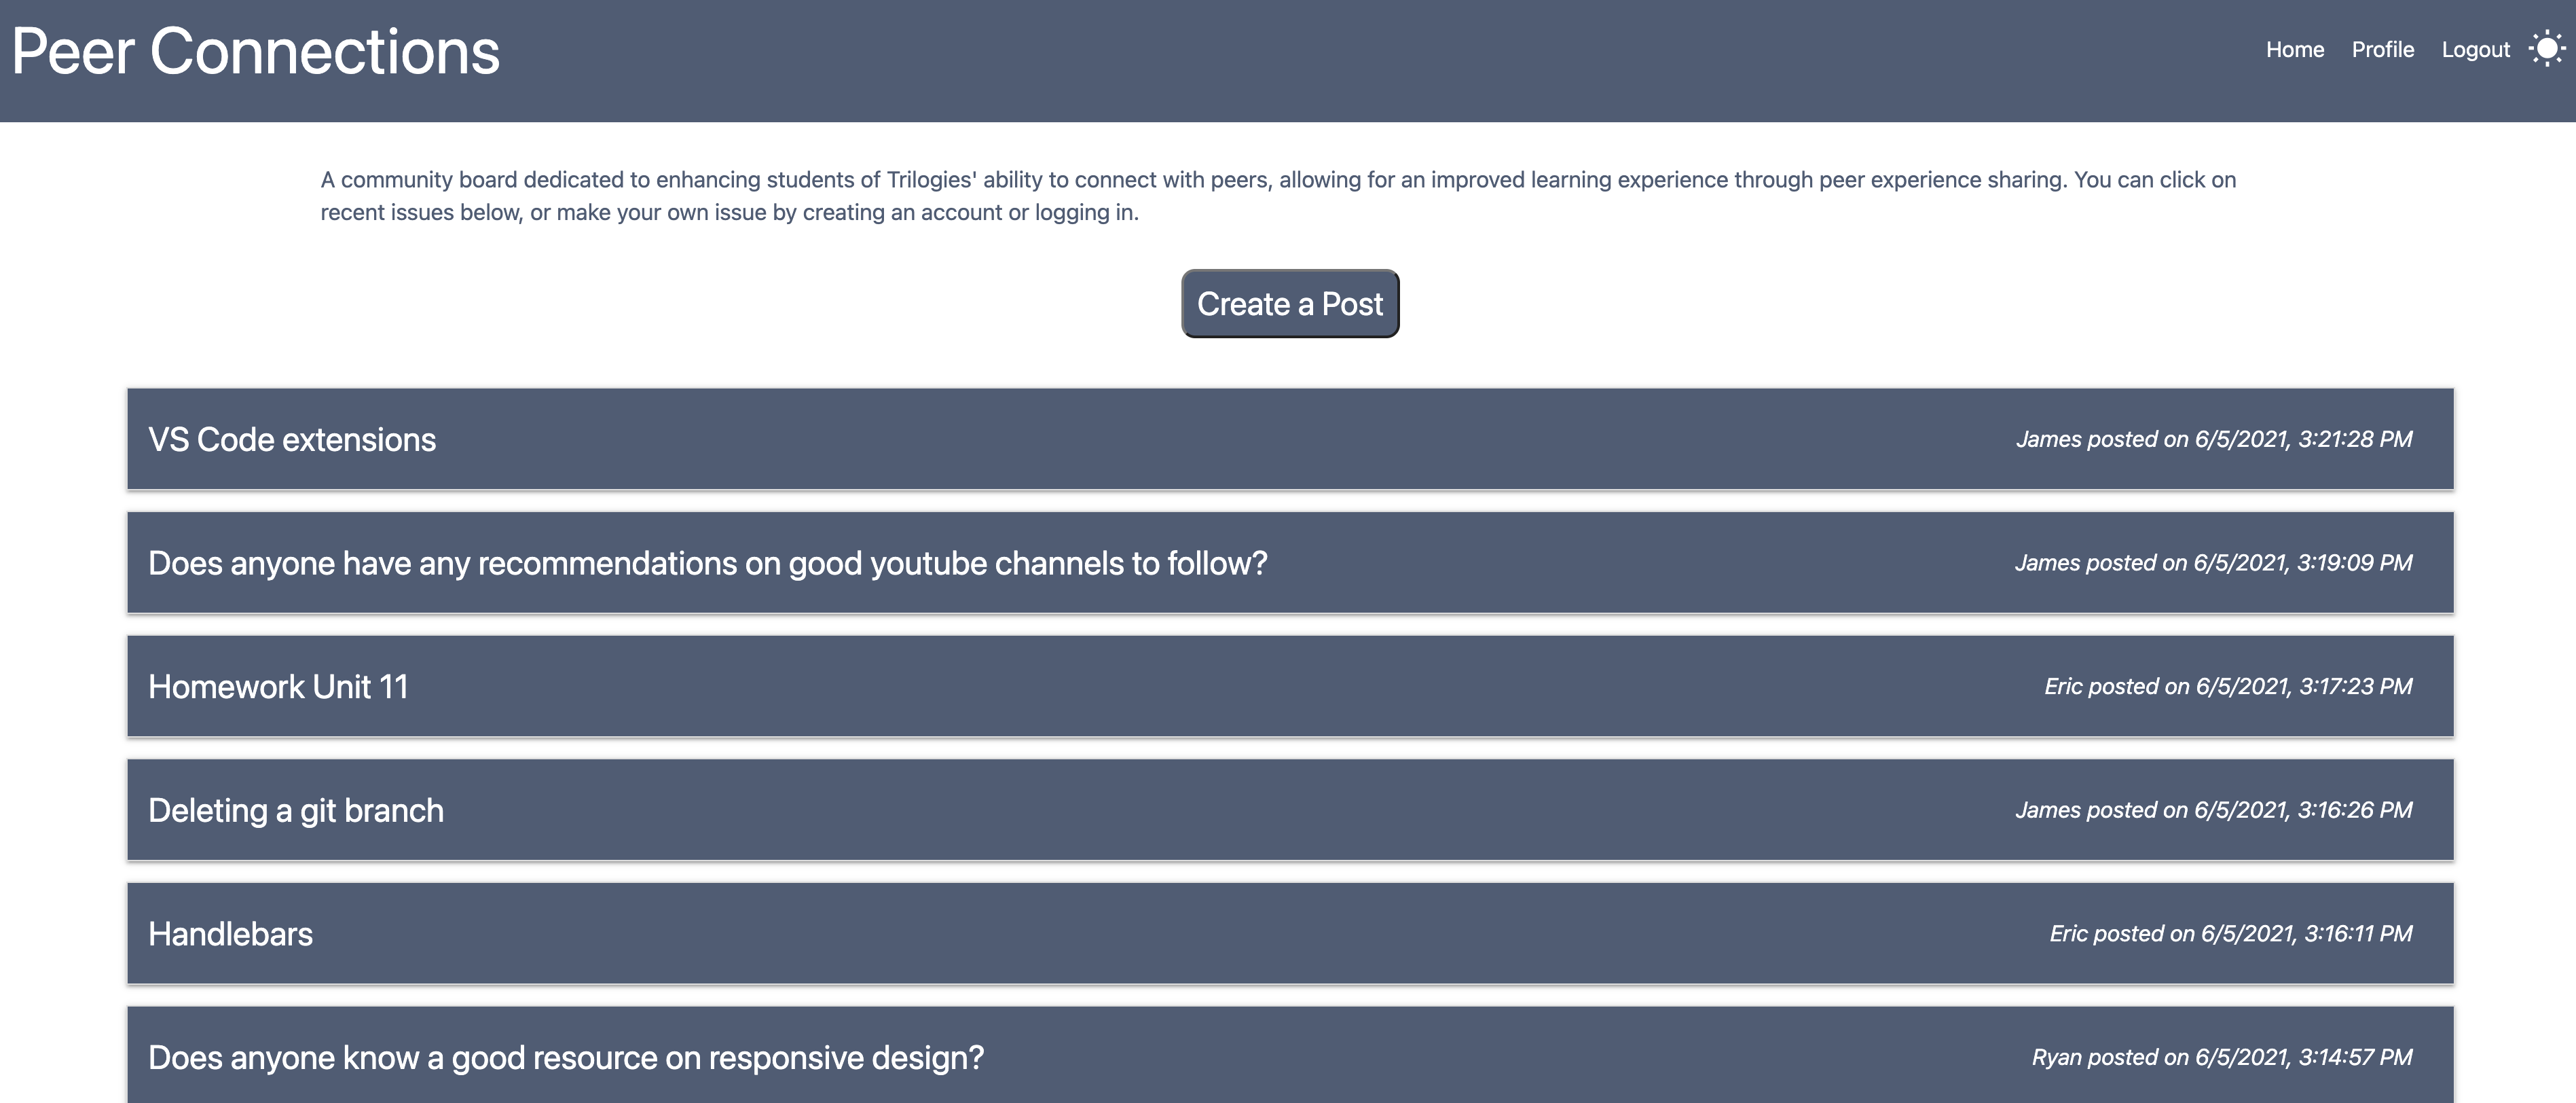 Peer Connections
Home Profile Logout
A community board dedicated to enhancing students of Trilogies' ability to connect with peers, allowing for an improved learning experience through peer experience sharing. You can click on
recent issues below, or make your own issue by creating an account or logging in.
Create a Post
VS Code extensions James posted on 6/5/2021, 3:21:28 PM
Does anyone have any recommendations on good youtube channels to follow? James posted on 6/5/2021, 3:19:09 PM
Homework Unit 11 Eric posted on 6/5/2021, 3:17:23 PM
Deleting a git branch James posted on 6/5/2021, 3:16:26 PM
Handlebars Eric posted on 6/5/2021, 3:16:11 PM
Does anyone know a good resource on responsive design? Ryan posted on 6/5/2021, 3:14:57 PM